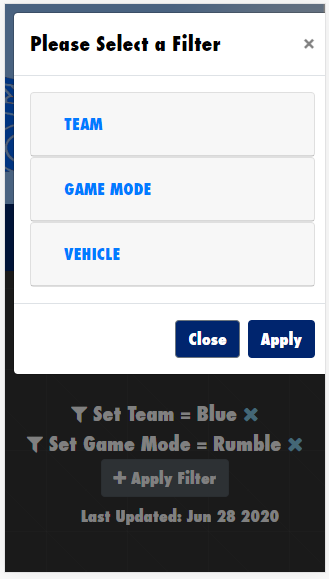 Please Select a Filter ×
TEAM
GAME MODE
VEHICLE
Close Apply
Set Team = Blue ×
Set Game Mode = Rumble ×
+ Apply Filter
Last Updated: Jun 28 2020